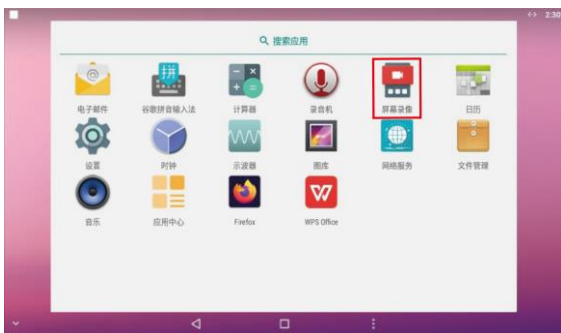 2:30
搜索应用
电子邮件 谷歌拼音输入法 计算器 录音机 屏幕录像 日历
设置 时钟 示波器 图库 网络服务 文件管理
音乐 应用中心 Firefox WPS Office